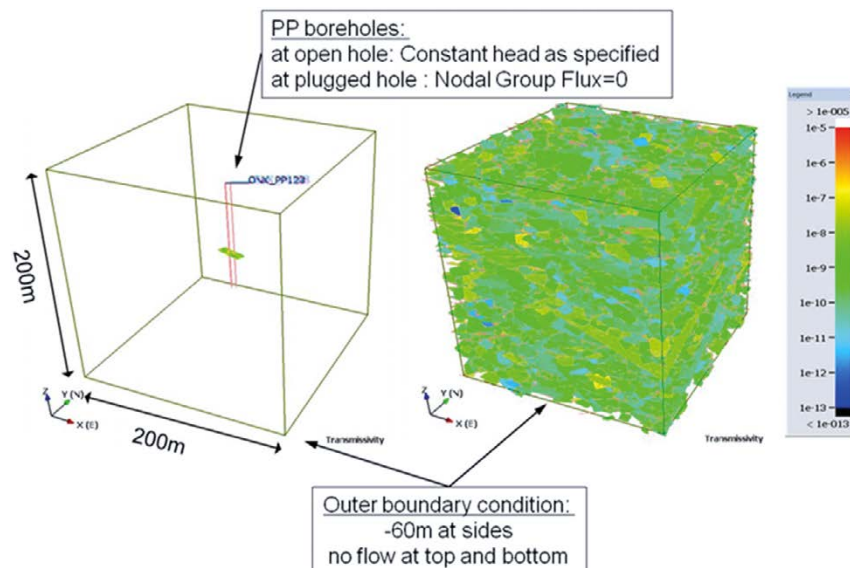 PP boreholes:
at open hole: Constant head as specified
at plugged hole : Nodal Group Flux=0
200m
200m
Z
Y (N)
X (E)
Transmissivity
Z
Y (N)
X (E)
Transmissivity
Legend
> 1e-005
1e-5
1e-6
1e-7
1e-8
1e-9
1e-10
1e-11
1e-12
1e-13
< 1e-013
Outer boundary condition:
-60m at sides
no flow at top and bottom